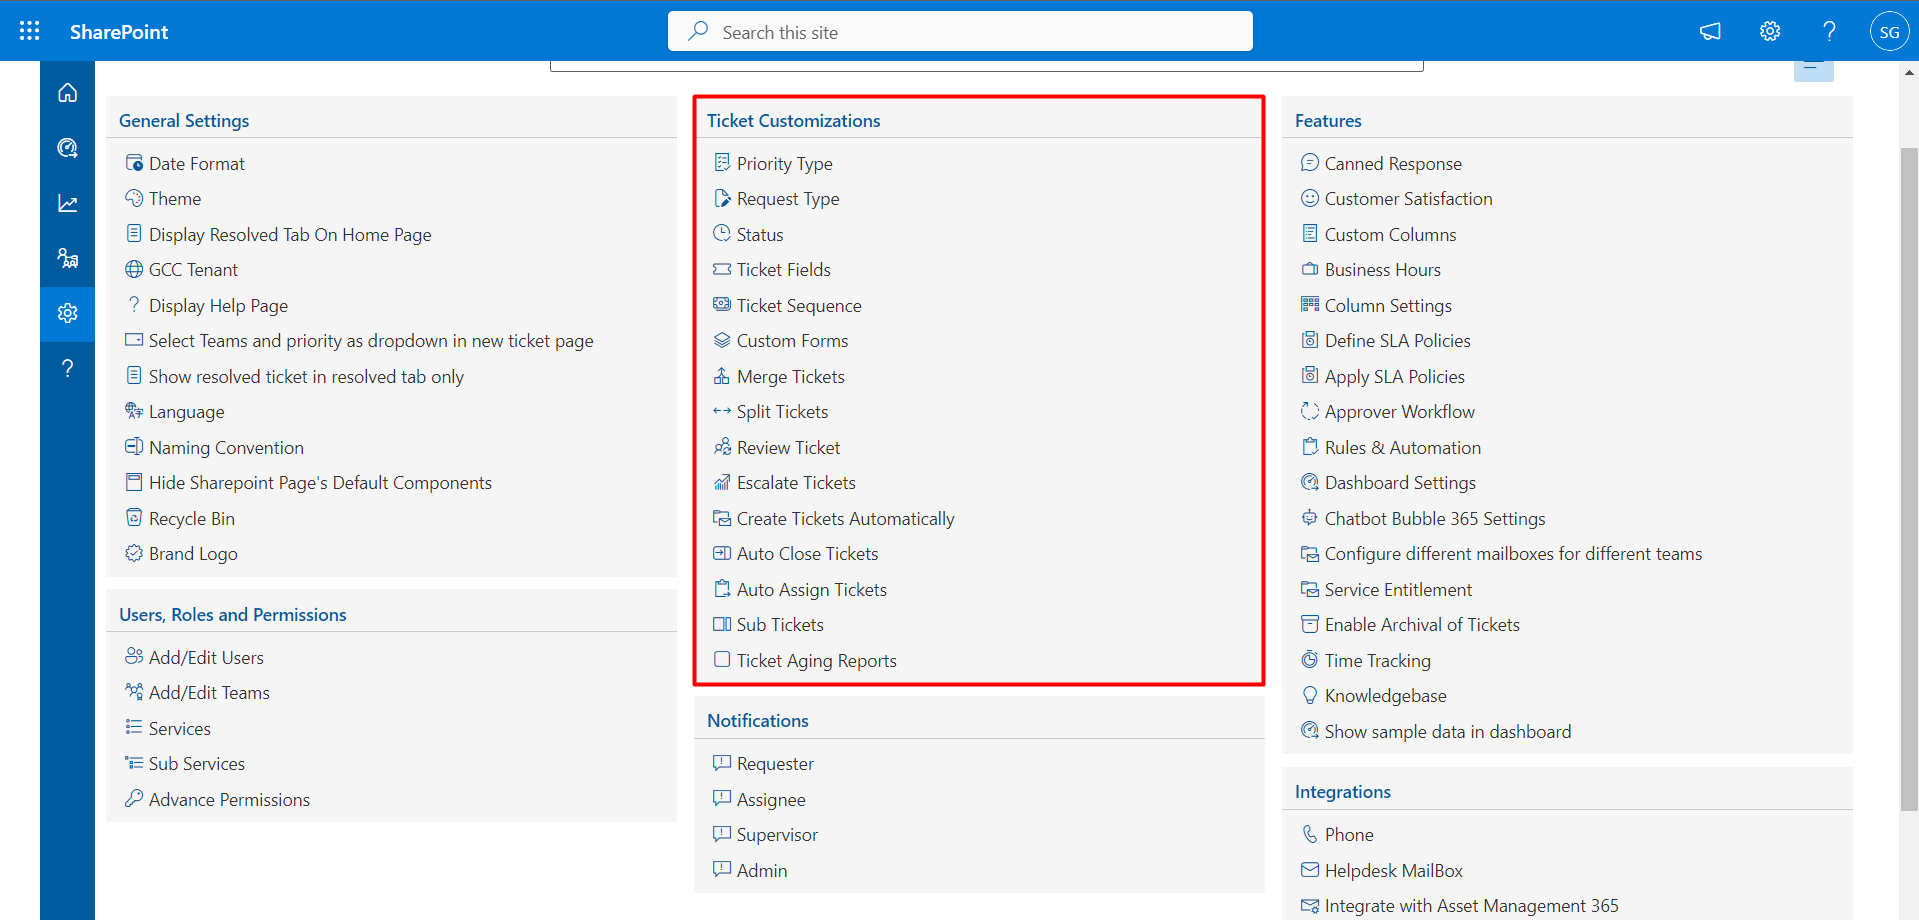 SharePoint
Search this site
SG
General Settings
Date Format
Theme
Display Resolved Tab On Home Page
GCC Tenant
Display Help Page
Select Teams and priority as dropdown in new ticket page
Show resolved ticket in resolved tab only
Language
Naming Convention
Hide Sharepoint Page's Default Components
Recycle Bin
Brand Logo
Users, Roles and Permissions
Add/Edit Users
Add/Edit Teams
Services
Sub Services
Advance Permissions
Ticket Customizations
Priority Type
Request Type
Status
Ticket Fields
Ticket Sequence
Custom Forms
Merge Tickets
Split Tickets
Review Ticket
Escalate Tickets
Create Tickets Automatically
Auto Close Tickets
Auto Assign Tickets
Sub Tickets
Ticket Aging Reports
Notifications
Requester
Assignee
Supervisor
Admin
Features
Canned Response
Customer Satisfaction
Custom Columns
Business Hours
Column Settings
Define SLA Policies
Apply SLA Policies
Approver Workflow
Rules & Automation
Dashboard Settings
Chatbot Bubble 365 Settings
Configure different mailboxes for different teams
Service Entitlement
Enable Archival of Tickets
Time Tracking
Knowledgebase
Show sample data in dashboard
Integrations
Phone
Helpdesk MailBox
Integrate with Asset Management 365